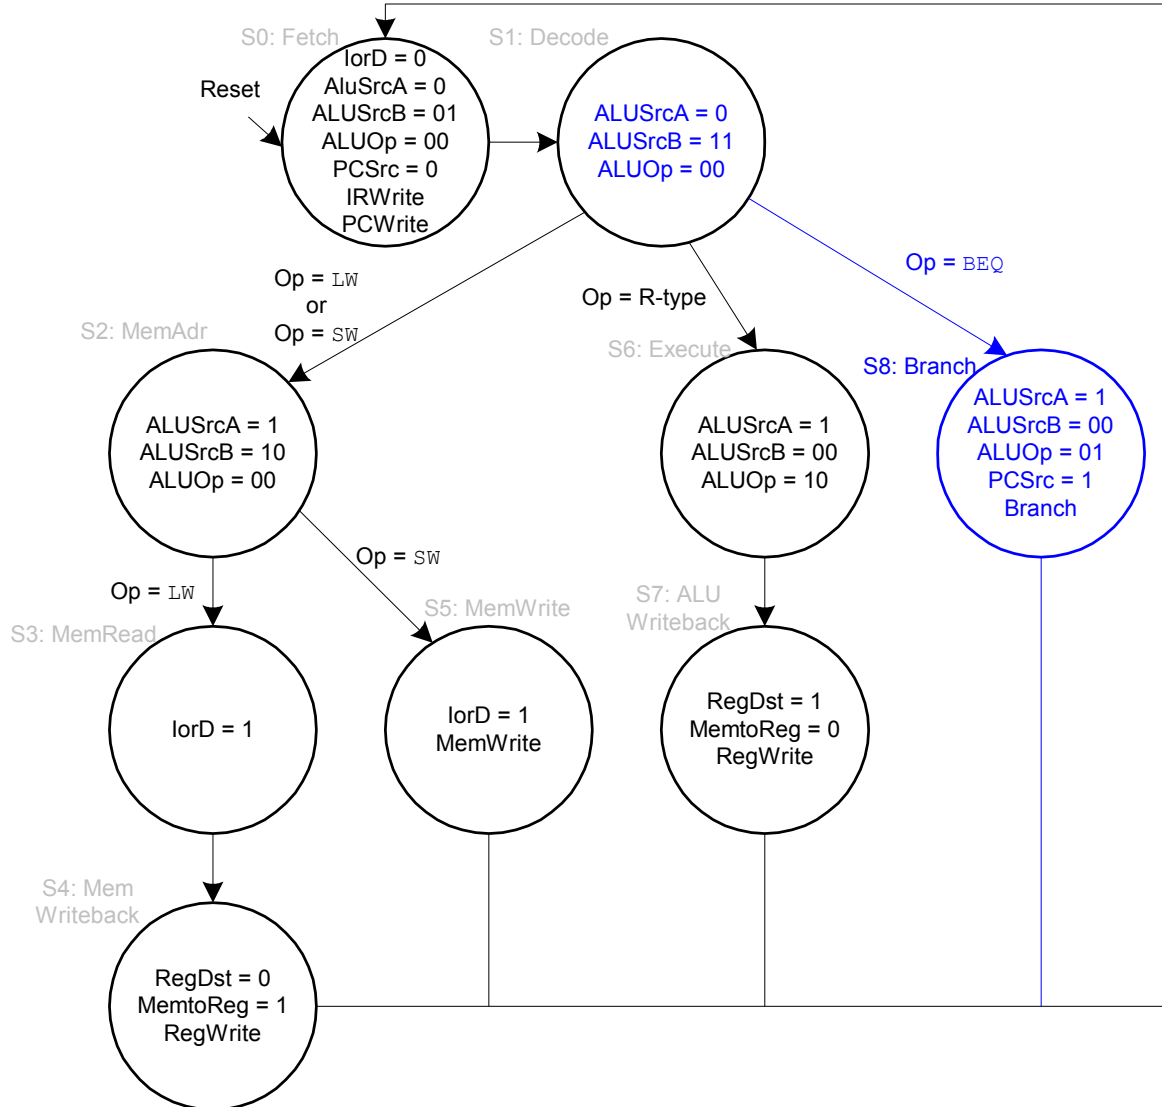 S0: Fetch
S1: Decode
Reset
IorD = 0
AluSrcA = 0
ALUSrcB = 01
ALUOp = 00
PCSrc = 0
IRWrite
PCWrite
ALUSrcA = 0
ALUSrcB = 11
ALUOp = 00
Op = LW
or
Op = SW
Op = R-type
Op = BEQ
S2: MemAdr
S6: Execute
S8: Branch
ALUSrcA = 1
ALUSrcB = 10
ALUOp = 00
ALUSrcA = 1
ALUSrcB = 00
ALUOp = 10
ALUSrcA = 1
ALUSrcB = 00
ALUOp = 01
PCSrc = 1
Branch
Op = LW
Op = SW
S3: MemRead
S5: MemWrite
S7: ALU
Writeback
IorD = 1
IorD = 1
MemWrite
RegDst = 1
MemtoReg = 0
RegWrite
S4: Mem
Writeback
RegDst = 0
MemtoReg = 1
RegWrite